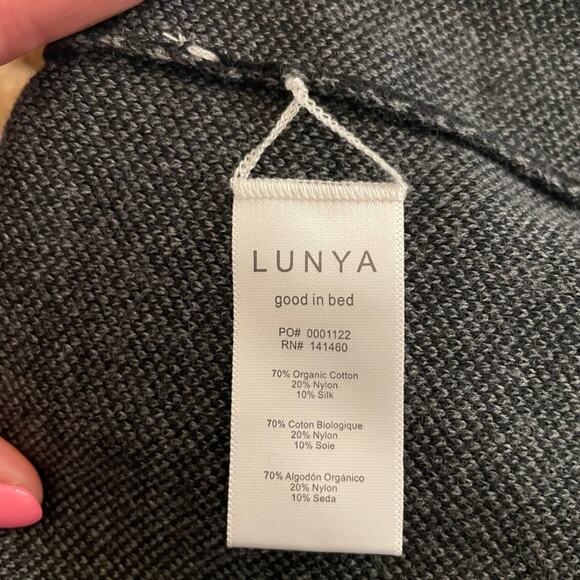 LUNYA
good in bed
PO# 0001122
RN# 141460
70% Organic Cotton
20% Nylon
10% Silk
70% Coton Biologique
20% Nylon
10% Soie
70% Algodón Orgánico
20% Nylon
10% Seda